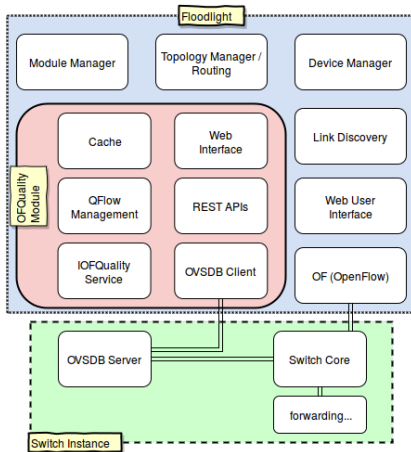 Floodlight
Module Manager
Topology Manager /
Routing
Device Manager
OFQuality
Module
Cache
Web
Interface
Link Discovery
QFlow
Management
REST APIs
Web User
Interface
IOFQuality
Service
OVSDB Client
OF (OpenFlow)
OVSDB Server
Switch Core
forwarding...
Switch Instance